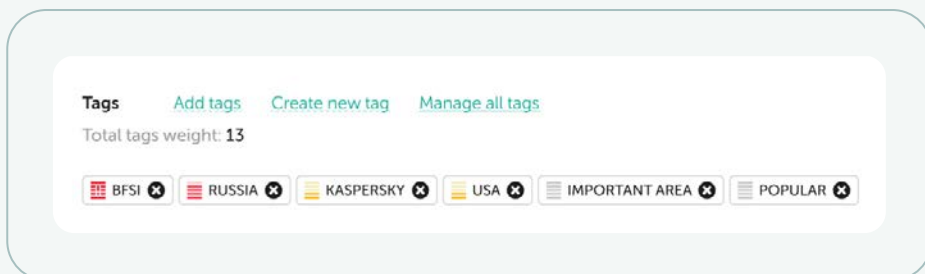 Tags Add tags Create new tag Manage all tags
Total tags weight: 13
BFSI RUSSIA KASPERSKY USA IMPORTANT AREA POPULAR